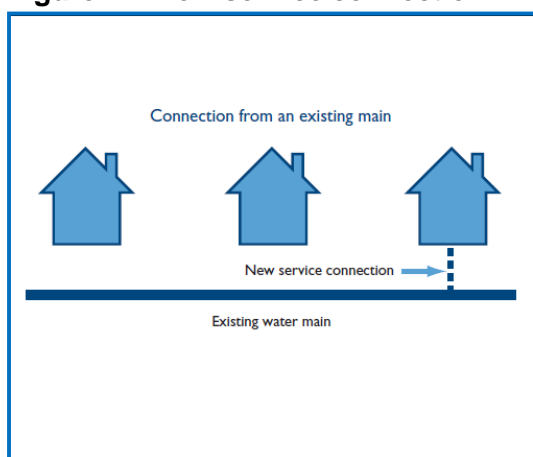 Connection from an existing main
New service connection
Existing water main